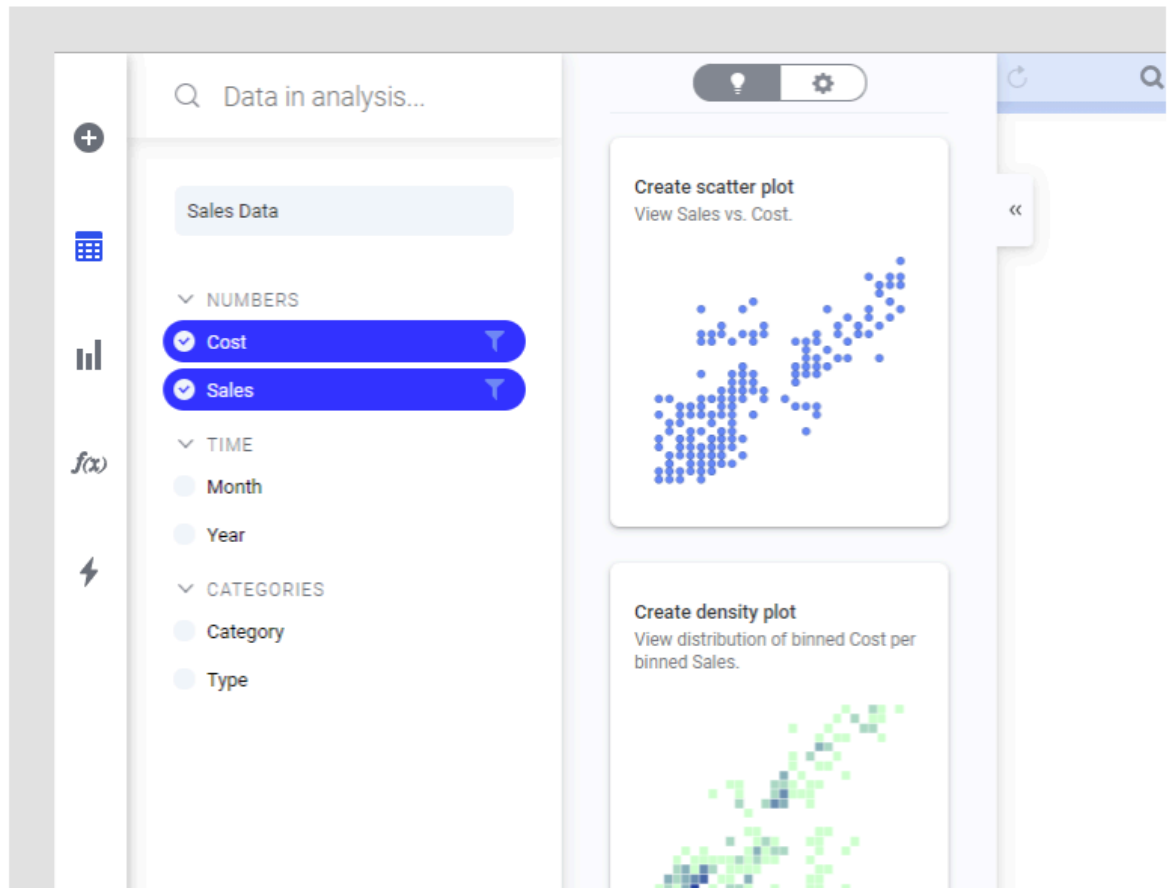 Data in analysis...
Sales Data
NUMBERS
Cost
Sales
TIME
Month
Year
CATEGORIES
Category
Type
f(x)
Create scatter plot
View Sales vs. Cost.
Create density plot
View distribution of binned Cost per
binned Sales.
«